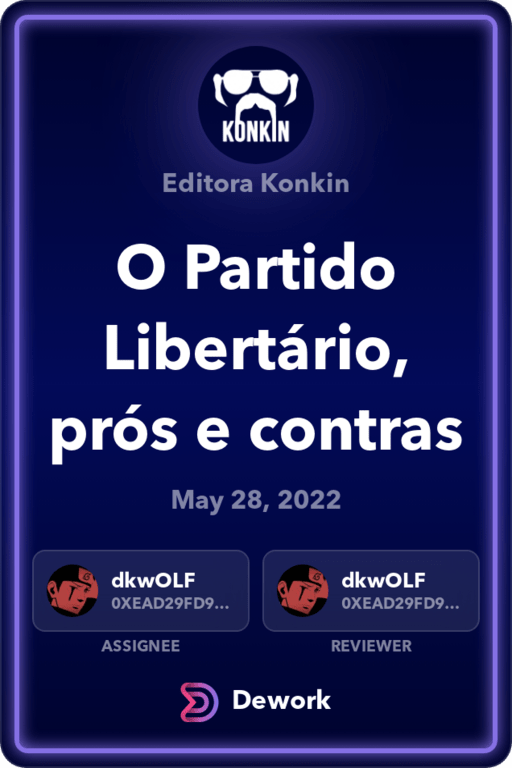 KONKIN
Editora Konkin
O Partido
Libertário,
prós e contras
May 28, 2022
dkwOLF
0XEAD29FD9...
ASSIGNEE
dkwOLF
0XEAD29FD9...
REVIEWER
Dework